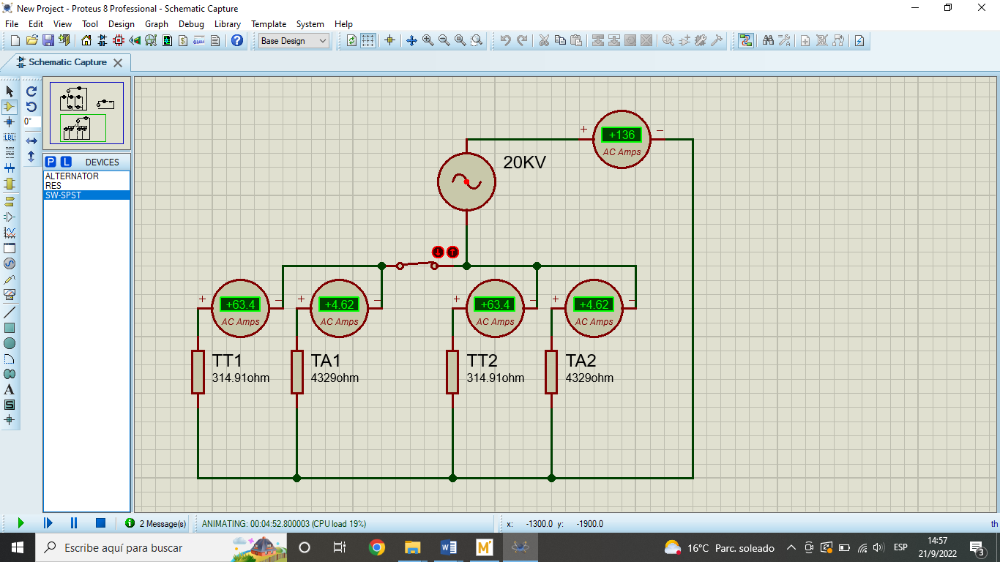 New Project - Proteus 8 Professional - Schematic Capture
File Edit View Tool Design Graph Debug Library Template System Help
Base Design
Schematic Capture
0°
P L DEVICES
ALTERNATOR
RES
SW-SPST
LBL
A
S
+ +136 −
AC Amps
20KV
+ +63.4 − + +4.62 − + +63.4 − + +4.62 −
AC Amps AC Amps AC Amps AC Amps
TT1 TA1 TT2 TA2
314.91ohm 4329ohm 314.91ohm 4329ohm
2 Message(s) ANIMATING: 00:04:52.800003 (CPU load 19%) x: -1300.0 y: -1900.0 th
Escribe aquí para buscar
W M 16°C Parc. soleado ESP 14:57
21/9/2022
3